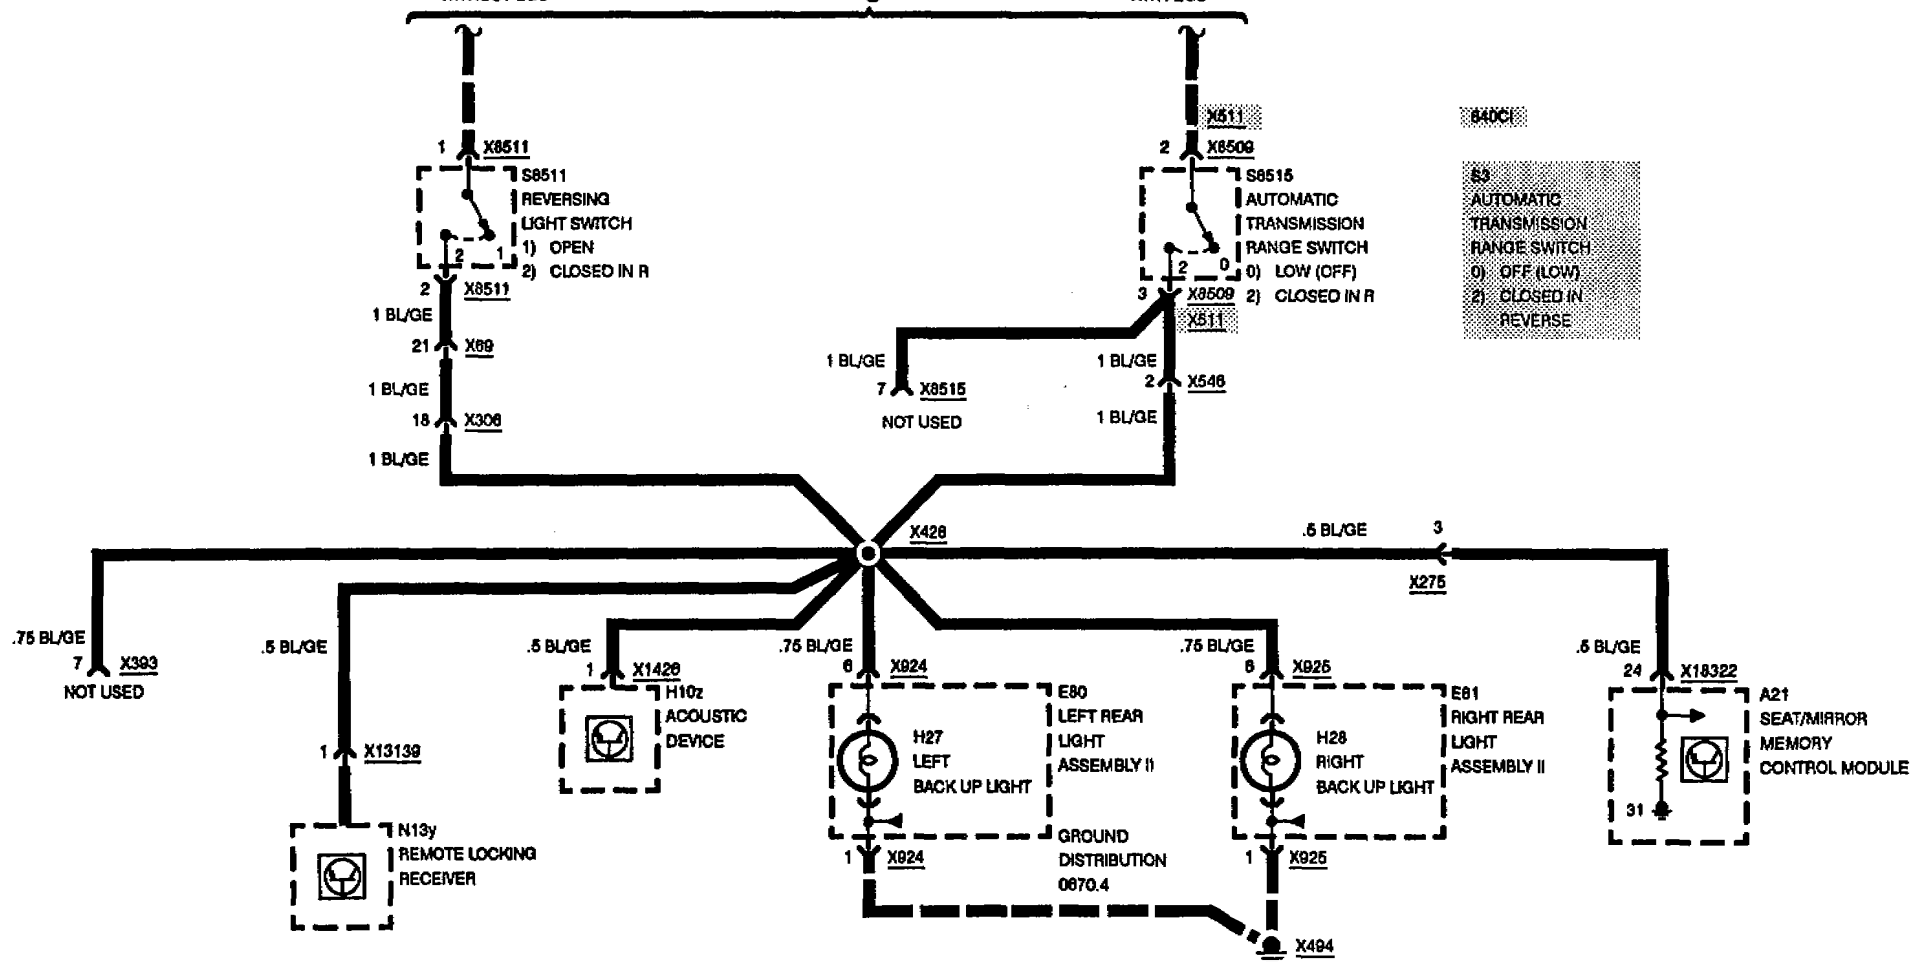 X511
840CI
1 X8511
2 X8509
S8511
REVERSING
LIGHT SWITCH
1) OPEN
2) CLOSED IN R
2 1
S8515
AUTOMATIC
TRANSMISSION
RANGE SWITCH
0) LOW (OFF)
2) CLOSED IN R
2 0
S3
AUTOMATIC
TRANSMISSION
RANGE SWITCH
0) OFF (LOW)
2) CLOSED IN
REVERSE
2 X8511
3 X8509
X511
1 BL/GE
21 X69
1 BL/GE
1 BL/GE
7 X8515
NOT USED
2 X546
1 BL/GE
18 X306
1 BL/GE
1 BL/GE
X428
.5 BL/GE
3
X275
.75 BL/GE
7 X393
NOT USED
.5 BL/GE
.5 BL/GE
1 X1428
.75 BL/GE
6 X924
.75 BL/GE
6 X925
.5 BL/GE
24 X18322
H10z
ACOUSTIC
DEVICE
E80
LEFT REAR
LIGHT
ASSEMBLY II
H27
LEFT
BACK UP LIGHT
E81
RIGHT REAR
LIGHT
ASSEMBLY II
H28
RIGHT
BACK UP LIGHT
A21
SEAT/MIRROR
MEMORY
CONTROL MODULE
31
1 X13139
N13y
REMOTE LOCKING
RECEIVER
1 X924
GROUND
DISTRIBUTION
0670.4
1 X925
X494